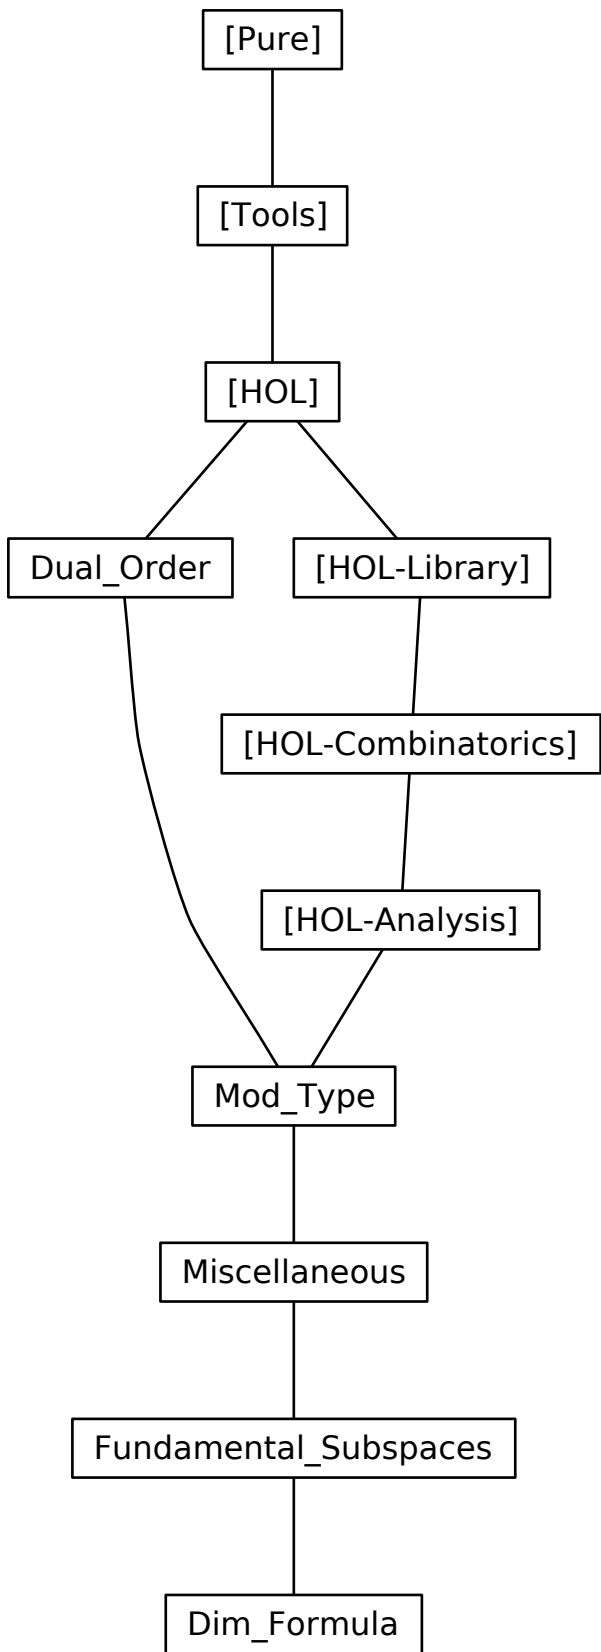 [Pure]
[Tools]
[HOL]
Dual_Order
[HOL-Library]
[HOL-Combinatorics]
[HOL-Analysis]
Mod_Type
Miscellaneous
Fundamental_Subspaces
Dim_Formula